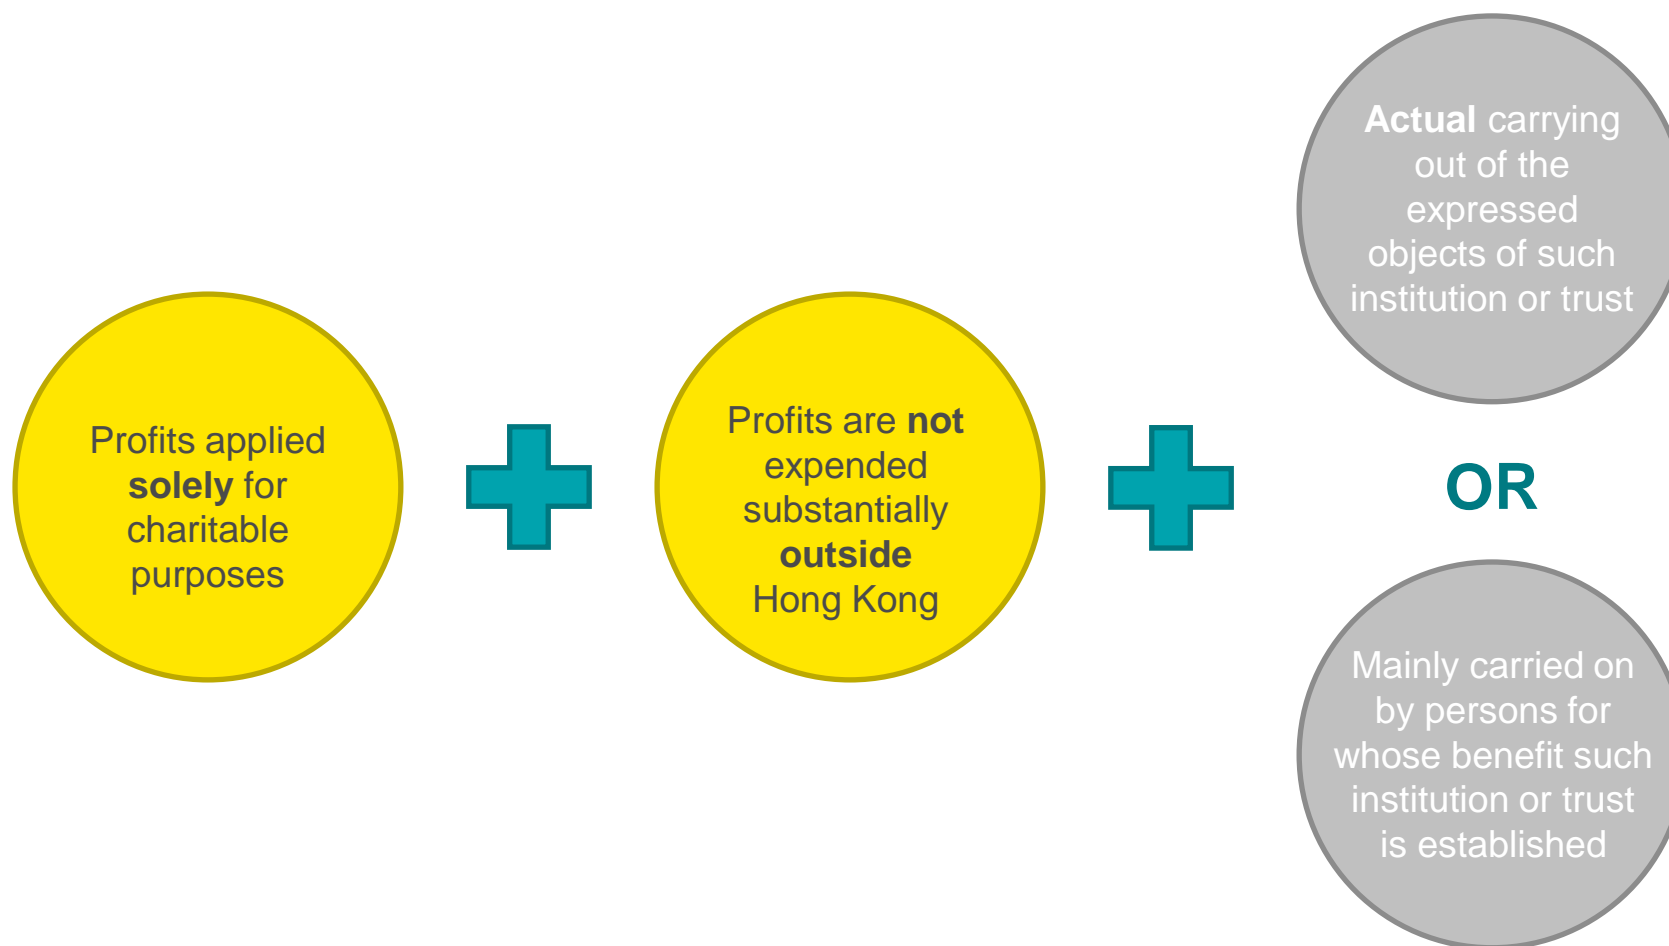 Profits applied
solely for
charitable
purposes
Profits are not
expended
substantially
outside
Hong Kong
Actual carrying
out of the
expressed
objects of such
institution or trust
OR
Mainly carried on
by persons for
whose benefit such
institution or trust
is established